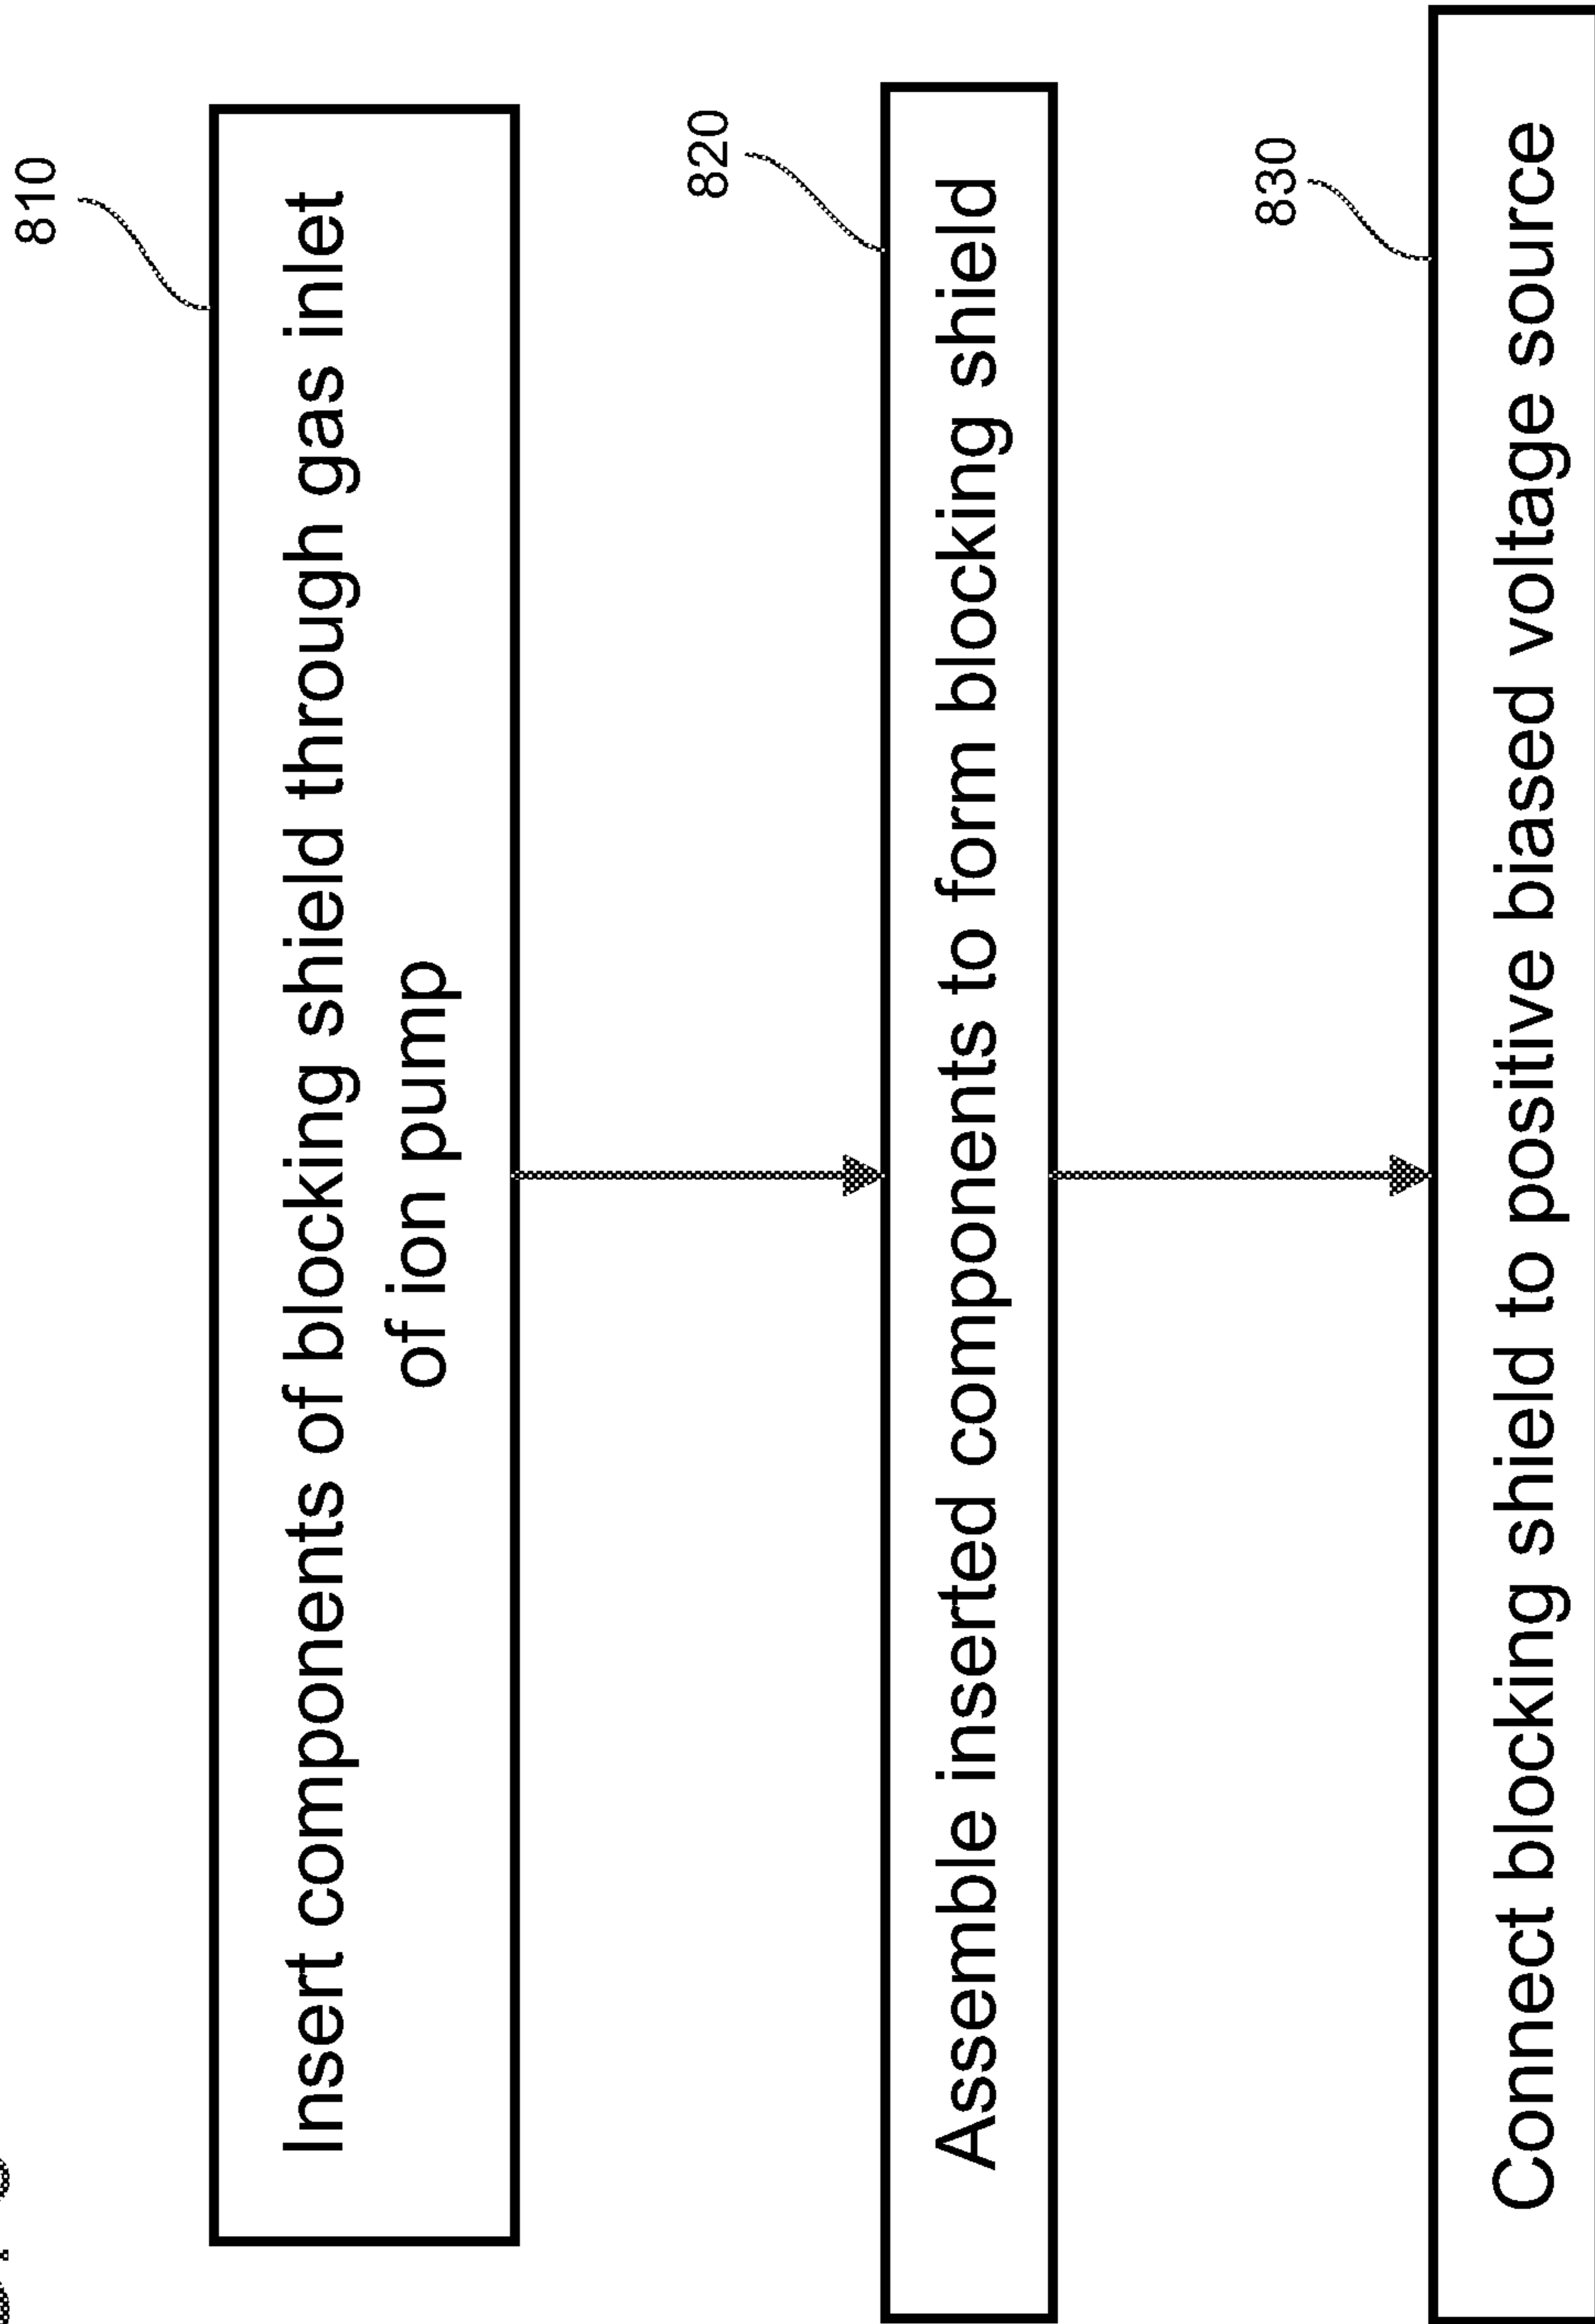 810
Insert components of blocking shield through gas inlet
of ion pump
820
Assemble inserted components to form blocking shield
830
Connect blocking shield to positive biased voltage source